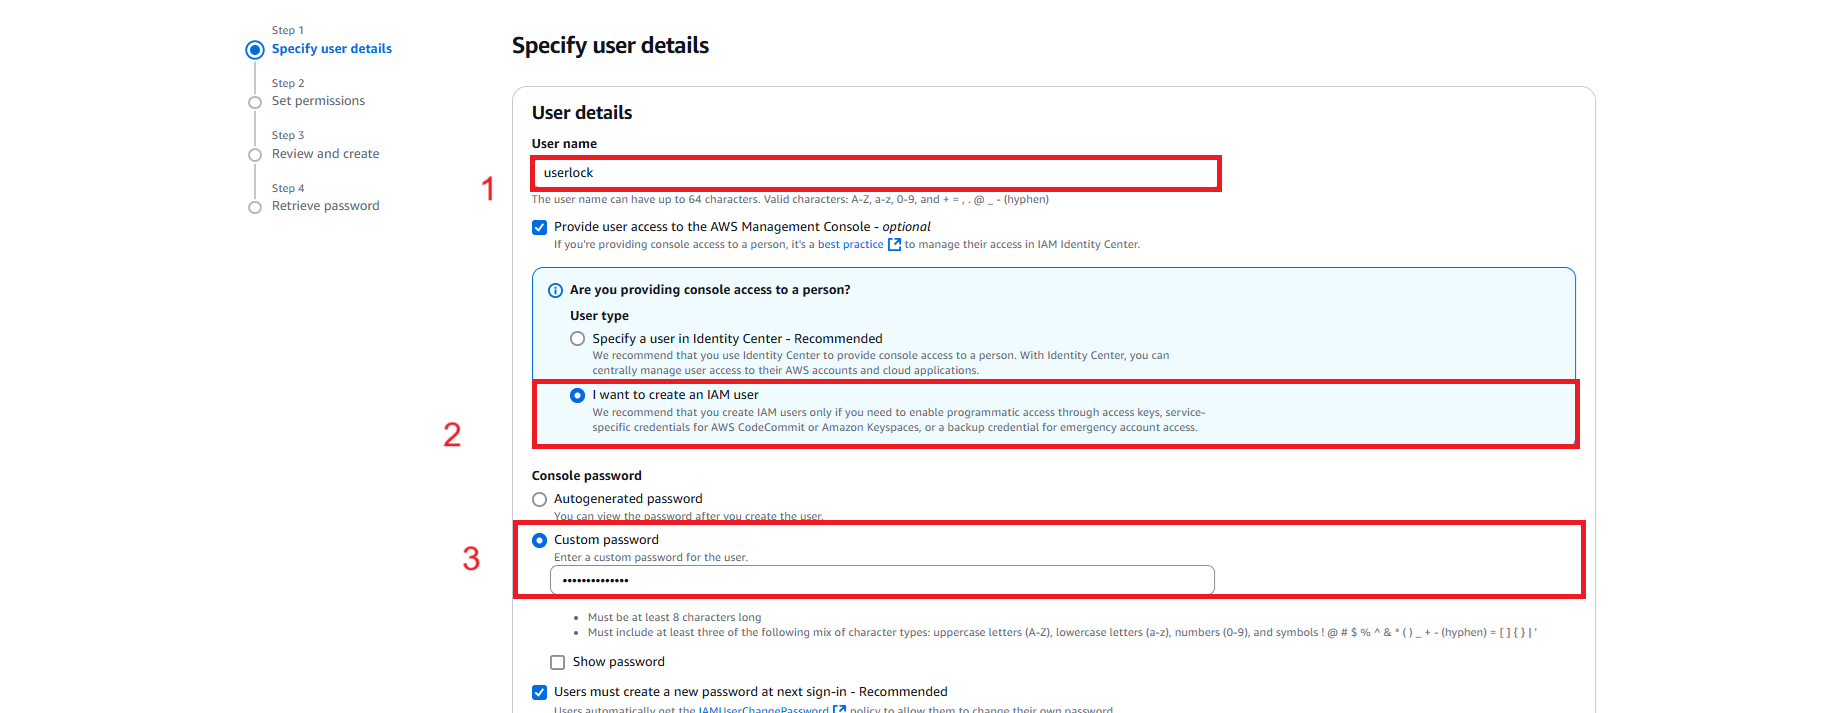 Step 1
Specify user details
Step 2
Set permissions
Step 3
Review and create
Step 4
Retrieve password
Specify user details
User details
User name
1
userlock
The user name can have up to 64 characters. Valid characters: A-Z, a-z, 0-9, and + = , . @ _ - (hyphen)
Provide user access to the AWS Management Console - optional
If you're providing console access to a person, it's a best practice to manage their access in IAM Identity Center.
Are you providing console access to a person?
User type
Specify a user in Identity Center - Recommended
We recommend that you use Identity Center to provide console access to a person. With Identity Center, you can
centrally manage user access to their AWS accounts and cloud applications.
2
I want to create an IAM user
We recommend that you create IAM users only if you need to enable programmatic access through access keys, service-
specific credentials for AWS CodeCommit or Amazon Keyspaces, or a backup credential for emergency account access.
Console password
Autogenerated password
You can view the password after you create the user.
3
Custom password
Enter a custom password for the user.
••••••••••••••
• Must be at least 8 characters long
• Must include at least three of the following mix of character types: uppercase letters (A-Z), lowercase letters (a-z), numbers (0-9), and symbols ! @ # $ % ^ & * ( ) _ + - (hyphen) = [ ] { } | '
Show password
Users must create a new password at next sign-in - Recommended
Users automatically get the IAMUserChangePassword policy to allow them to change their own password.